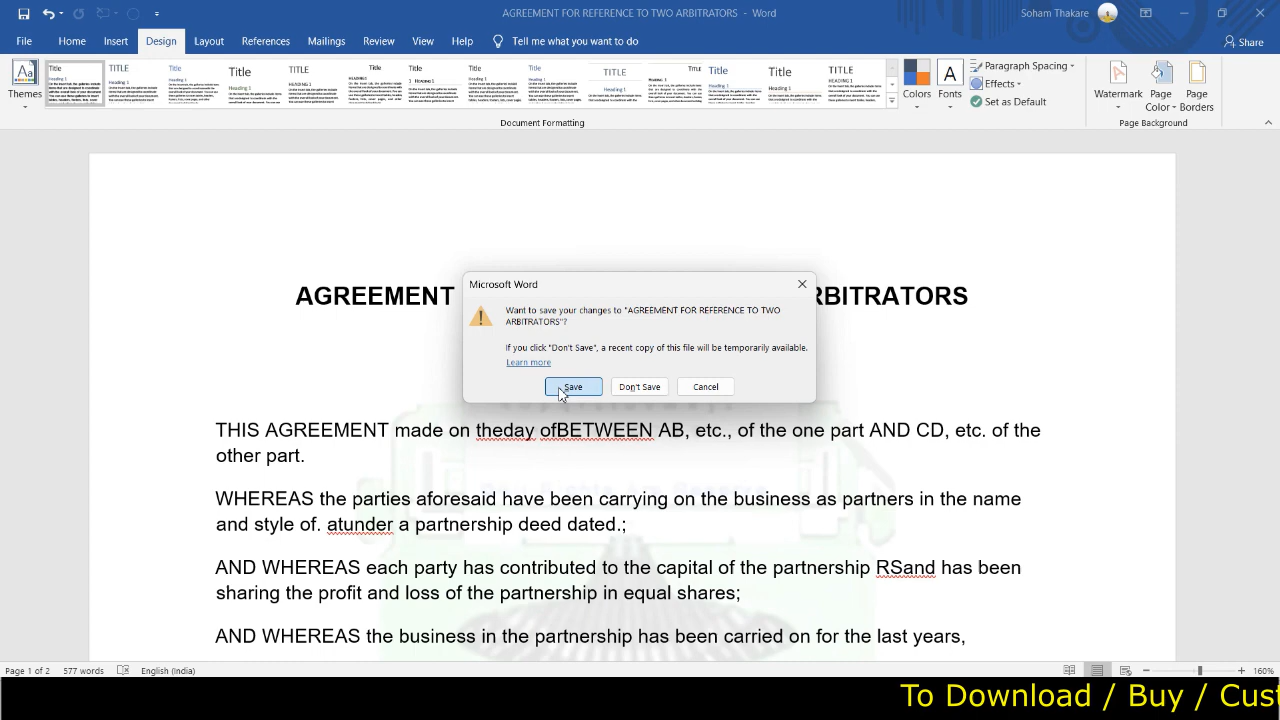 AGREEMENT FOR REFERENCE TO TWO ARBITRATORS - Word
Soham Thakare
File Home Insert Design Layout References Mailings Review View Help Tell me what you want to do
Share
Themes
Colors
Fonts
Paragraph Spacing
Effects
Set as Default
Watermark
Page Color
Page Borders
Document Formatting
Page Background
AGREEMENT
RBITRATORS
Microsoft Word
Want to save your changes to "AGREEMENT FOR REFERENCE TO TWO
ARBITRATORS"?
If you click "Don't Save", a recent copy of this file will be temporarily available.
Learn more
Save Don't Save Cancel
THIS AGREEMENT made on theday ofBETWEEN AB, etc., of the one part AND CD, etc. of the
other part.
WHEREAS the parties aforesaid have been carrying on the business as partners in the name
and style of. atunder a partnership deed dated.;
AND WHEREAS each party has contributed to the capital of the partnership RSand has been
sharing the profit and loss of the partnership in equal shares;
AND WHEREAS the business in the partnership has been carried on for the last years,
Page 1 of 2 577 words English (India)
160%
To Download / Buy / Cust